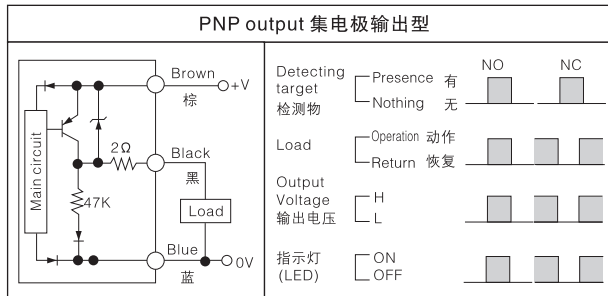 PNP output 集电极输出型
Main circuit
Brown
棕
+V
2Ω
Black
黑
47K
Load
Blue
蓝
0V
NO
NC
Detecting
target
检测物
Presence 有
Nothing 无
Load
Operation 动作
Return 恢复
Output
Voltage
输出电压
H
L
指示灯
(LED)
ON
OFF